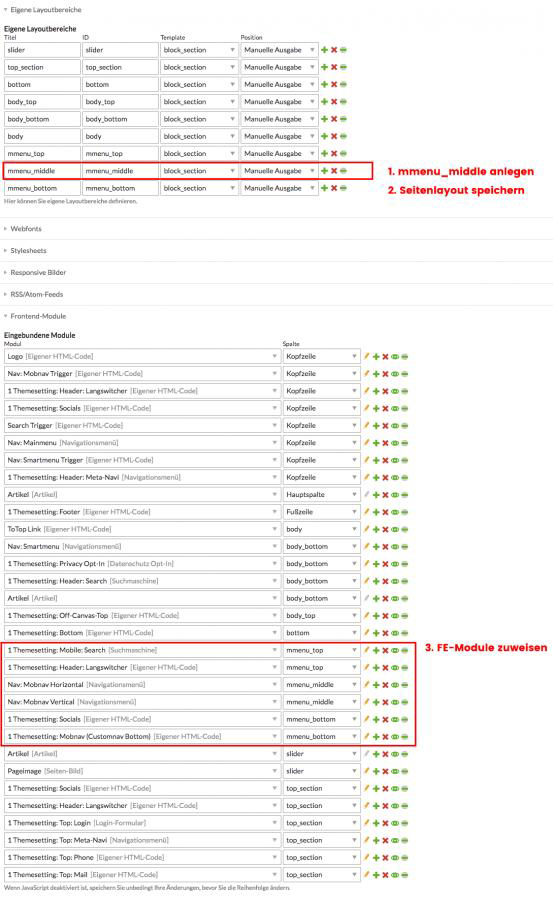 Eigene Layoutbereiche
Eigene Layoutbereiche
Titel ID Template Position
slider slider block_section Manuelle Ausgabe
top_section top_section block_section Manuelle Ausgabe
bottom bottom block_section Manuelle Ausgabe
body_top body_top block_section Manuelle Ausgabe
body_bottom body_bottom block_section Manuelle Ausgabe
body body block_section Manuelle Ausgabe
mmenu_top mmenu_top block_section Manuelle Ausgabe
mmenu_middle mmenu_middle block_section Manuelle Ausgabe 1. mmenu_middle anlegen
mmenu_bottom mmenu_bottom block_section Manuelle Ausgabe 2. Seitenlayout speichern
Hier können Sie eigene Layoutbereiche definieren.
Webfonts
Stylesheets
Responsive Bilder
RSS/Atom-Feeds
Frontend-Module
Eingebundene Module
Modul Spalte
Logo [Eigener HTML-Code] Kopfzeile
Nav: Mobnav Trigger [Eigener HTML-Code] Kopfzeile
1 Themesetting: Header: Langswitcher [Eigener HTML-Code] Kopfzeile
1 Themesetting: Socials [Eigener HTML-Code] Kopfzeile
Search Trigger [Eigener HTML-Code] Kopfzeile
Nav: Mainmenu [Navigationsmenü] Kopfzeile
Nav: Smartmenu Trigger [Eigener HTML-Code] Kopfzeile
1 Themesetting: Header: Meta-Navi [Navigationsmenü] Kopfzeile
Artikel [Artikel] Hauptspalte
1 Themesetting: Footer [Eigener HTML-Code] Fußzeile
ToTop Link [Eigener HTML-Code] body
Nav: Smartmenu [Navigationsmenü] body_bottom
1 Themesetting: Privacy Opt-In [Datenschutz Opt-In] body_bottom
1 Themesetting: Header: Search [Suchmaschine] body_bottom
Artikel [Artikel] body_bottom
1 Themesetting: Off-Canvas-Top [Eigener HTML-Code] body_top
1 Themesetting: Bottom [Eigener HTML-Code] bottom
1 Themesetting: Mobile: Search [Suchmaschine] mmenu_top 3. FE-Module zuweisen
1 Themesetting: Header: Langswitcher [Eigener HTML-Code] mmenu_top
Nav: Mobnav Horizontal [Navigationsmenü] mmenu_middle
Nav: Mobnav Vertical [Navigationsmenü] mmenu_middle
1 Themesetting: Socials [Eigener HTML-Code] mmenu_bottom
1 Themesetting: Mobnav (Customnav Bottom) [Eigener HTML-Code] mmenu_bottom
Artikel [Artikel] slider
Pageimage [Seiten-Bild] slider
1 Themesetting: Socials [Eigener HTML-Code] top_section
1 Themesetting: Header: Langswitcher [Eigener HTML-Code] top_section
1 Themesetting: Top: Login [Login-Formular] top_section
1 Themesetting: Top: Meta-Navi [Navigationsmenü] top_section
1 Themesetting: Top: Phone [Eigener HTML-Code] top_section
1 Themesetting: Top: Mail [Eigener HTML-Code] top_section
Wenn JavaScript deaktiviert ist, speichern Sie unbedingt Ihre Änderungen, bevor Sie die Reihenfolge ändern.